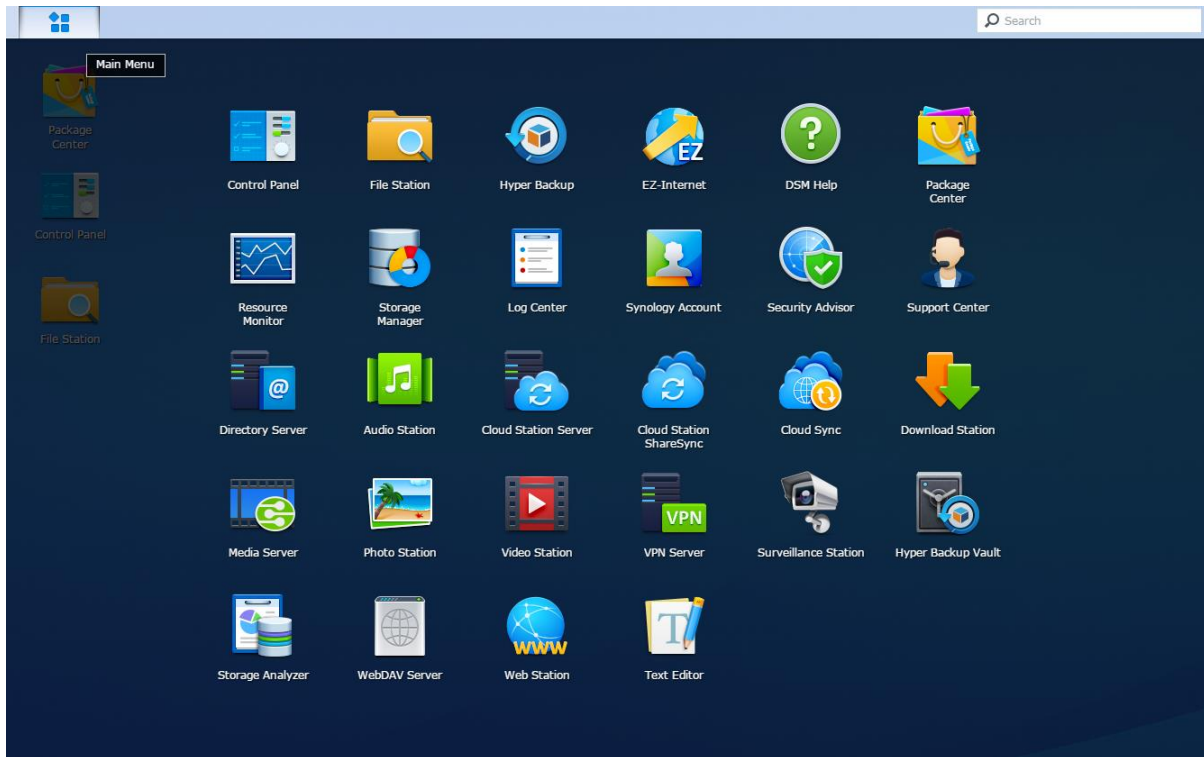 Search
Main Menu
Package
Center
Control Panel
File Station
Control Panel
File Station
Hyper Backup
EZ
EZ-Internet
?
DSM Help
Package
Center
Resource
Monitor
Storage
Manager
Log Center
Synology Account
Security Advisor
Support Center
@
Directory Server
Audio Station
Cloud Station Server
Cloud Station
ShareSync
Cloud Sync
Download Station
Media Server
Photo Station
Video Station
VPN
VPN Server
Surveillance Station
Hyper Backup Vault
Storage Analyzer
WebDAV Server
WWW
Web Station
T
Text Editor